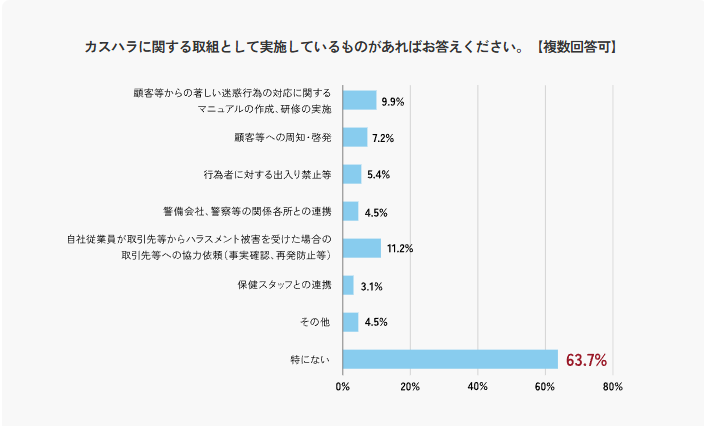 カスハラに関する取組として実施しているものがあればお答えください。【複数回答可】
顧客等からの著しい迷惑行為の対応に関する
マニュアルの作成、研修の実施
9.9%
顧客等への周知・啓発
7.2%
行為者に対する出入り禁止等
5.4%
警備会社、警察等の関係各所との連携
4.5%
自社従業員が取引先等からハラスメント被害を受けた場合の
取引先等への協力依頼（事実確認、再発防止等）
11.2%
保健スタッフとの連携
3.1%
その他
4.5%
特にない
63.7%
0%
20%
40%
60%
80%